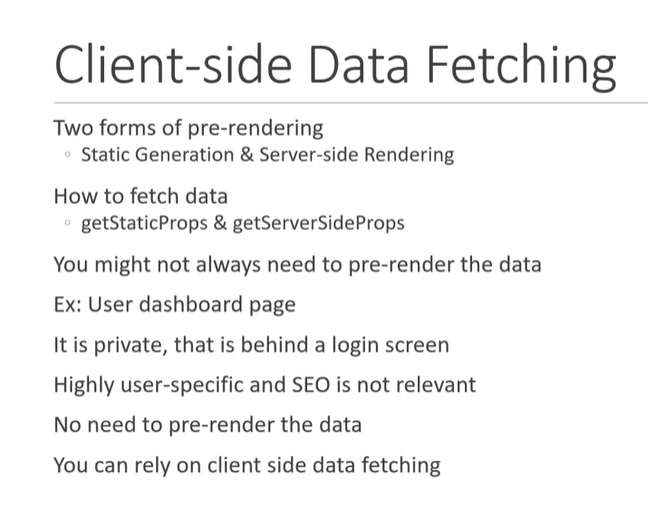 Client-side Data Fetching
Two forms of pre-rendering
◦ Static Generation & Server-side Rendering
How to fetch data
◦ getStaticProps & getServerSideProps
You might not always need to pre-render the data
Ex: User dashboard page
It is private, that is behind a login screen
Highly user-specific and SEO is not relevant
No need to pre-render the data
You can rely on client side data fetching